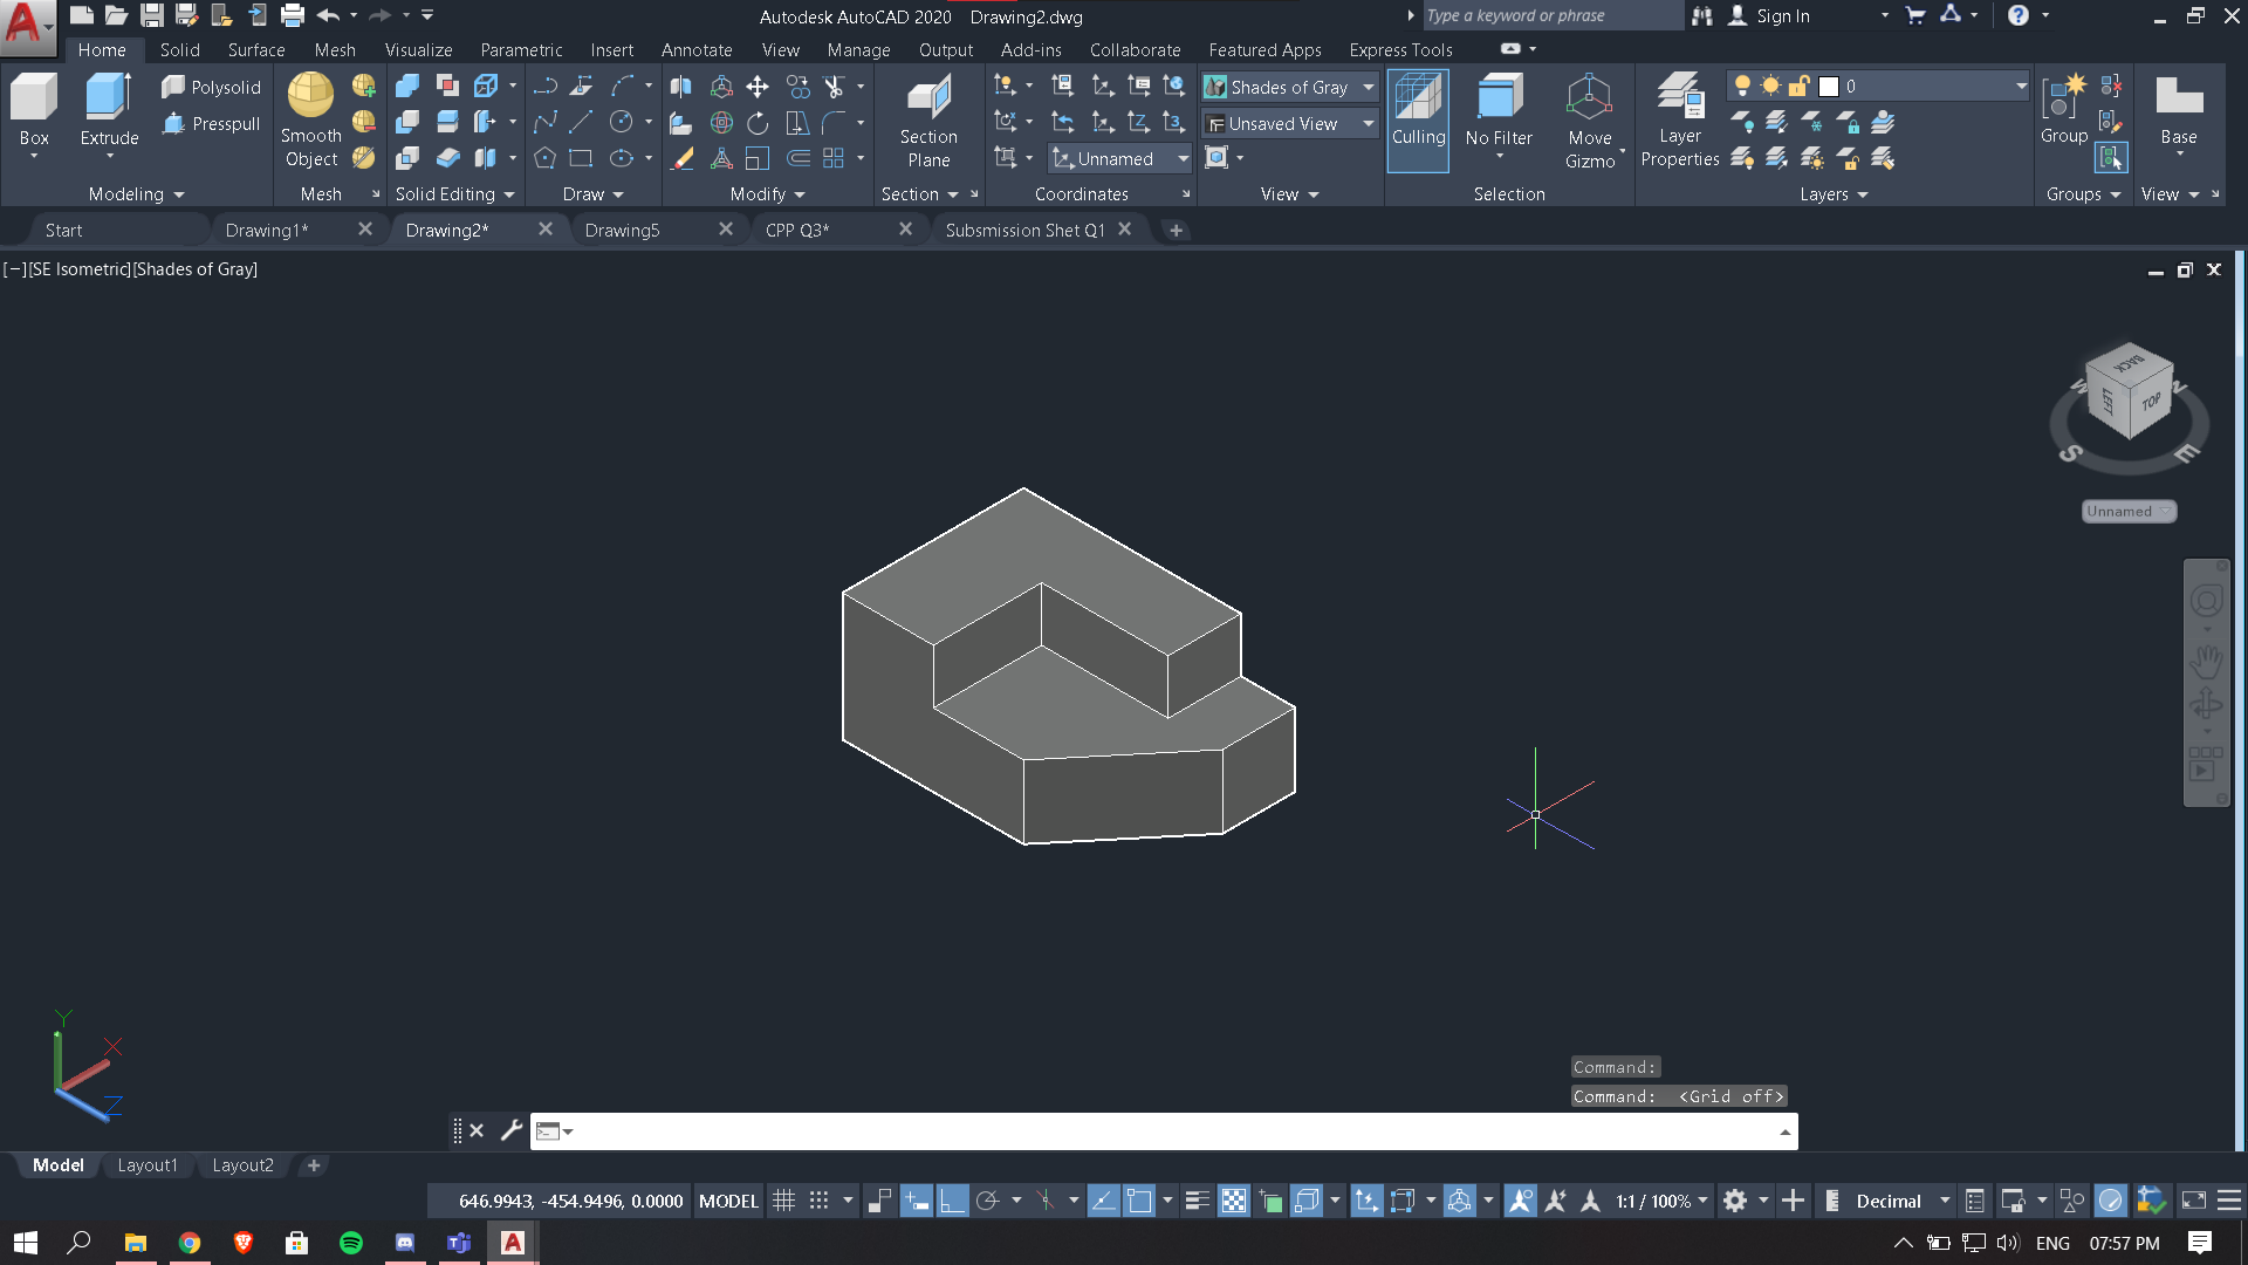 Autodesk AutoCAD 2020 Drawing2.dwg
Type a keyword or phrase
Sign In
Home Solid Surface Mesh Visualize Parametric Insert Annotate View Manage Output Add-ins Collaborate Featured Apps Express Tools
Box
Extrude
Polysolid
Presspull
Modeling
Smooth
Object
Mesh
Solid Editing
Draw
Modify
Section
Plane
Section
Unnamed
Coordinates
Shades of Gray
Unsaved View
View
Culling
No Filter
Move
Gizmo
Selection
Layer
Properties
0
Layers
Group
Groups
Base
View
Start Drawing1* Drawing2* Drawing5 CPP Q3* Subsmission Shet Q1
[−][SE Isometric][Shades of Gray]
BACK
W N
LEFT TOP
S E
Unnamed
Y
X
Z
Command:
Command: <Grid off>
Model Layout1 Layout2
646.9943, -454.9496, 0.0000 MODEL 1:1 / 100% Decimal
ENG 07:57 PM